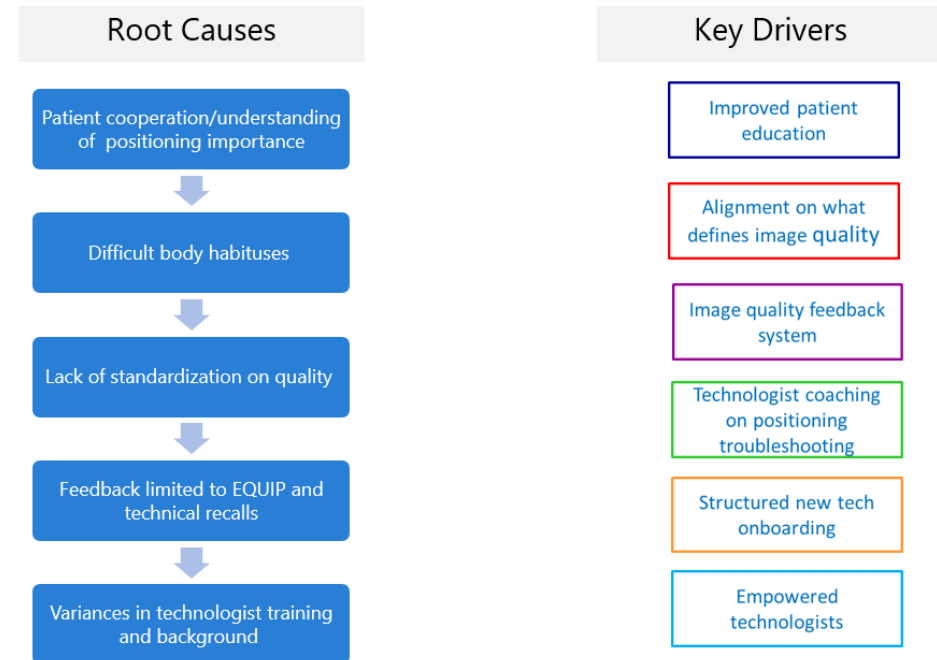 Root Causes
Patient cooperation/understanding
of positioning importance
Difficult body habituses
Lack of standardization on quality
Feedback limited to EQUIP and
technical recalls
Variances in technologist training
and background
Key Drivers
Improved patient
education
Alignment on what
defines image quality
Image quality feedback
system
Technologist coaching
on positioning
troubleshooting
Structured new tech
onboarding
Empowered
technologists